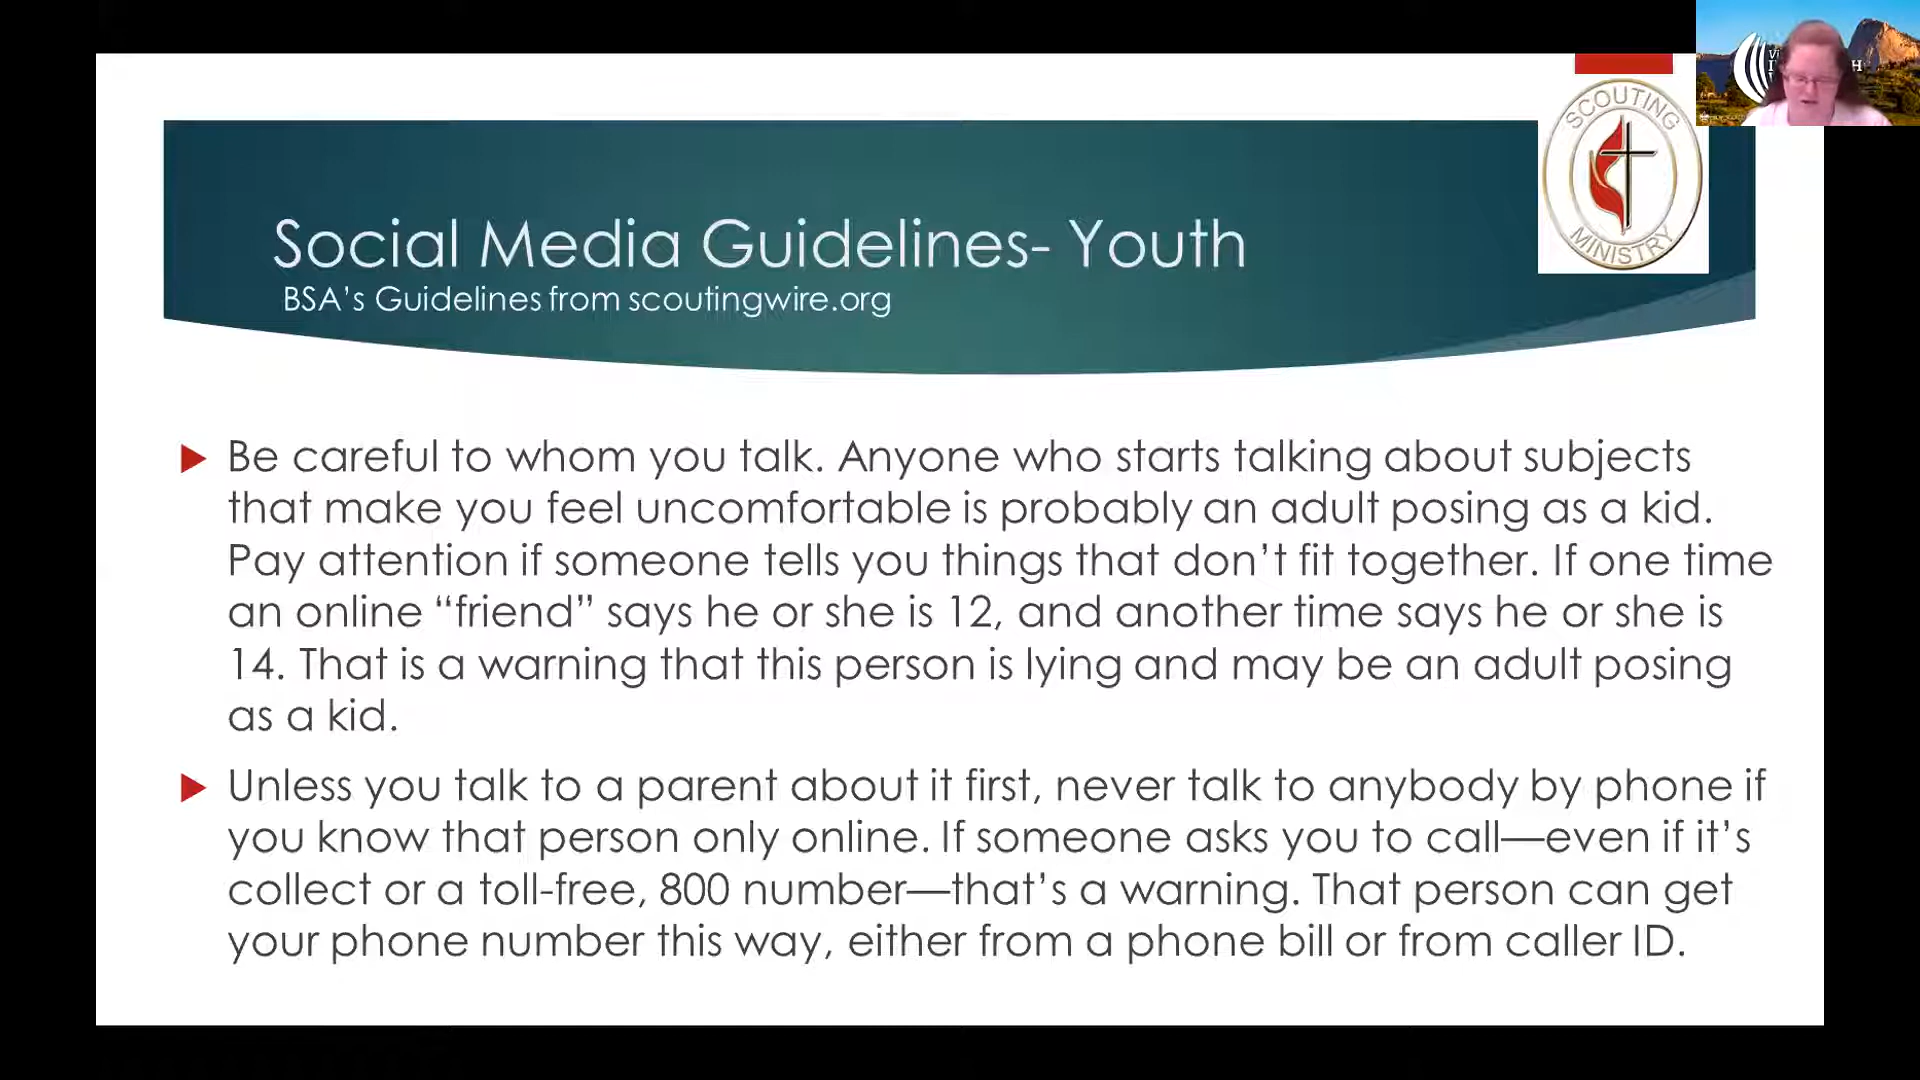 SCOUTING
MINISTRY
Social Media Guidelines- Youth
BSA's Guidelines from scoutingwire.org
Be careful to whom you talk. Anyone who starts talking about subjects
that make you feel uncomfortable is probably an adult posing as a kid.
Pay attention if someone tells you things that don't fit together. If one time
an online “friend” says he or she is 12, and another time says he or she is
14. That is a warning that this person is lying and may be an adult posing
as a kid.
Unless you talk to a parent about it first, never talk to anybody by phone if
you know that person only online. If someone asks you to call—even if it's
collect or a toll-free, 800 number—that's a warning. That person can get
your phone number this way, either from a phone bill or from caller ID.